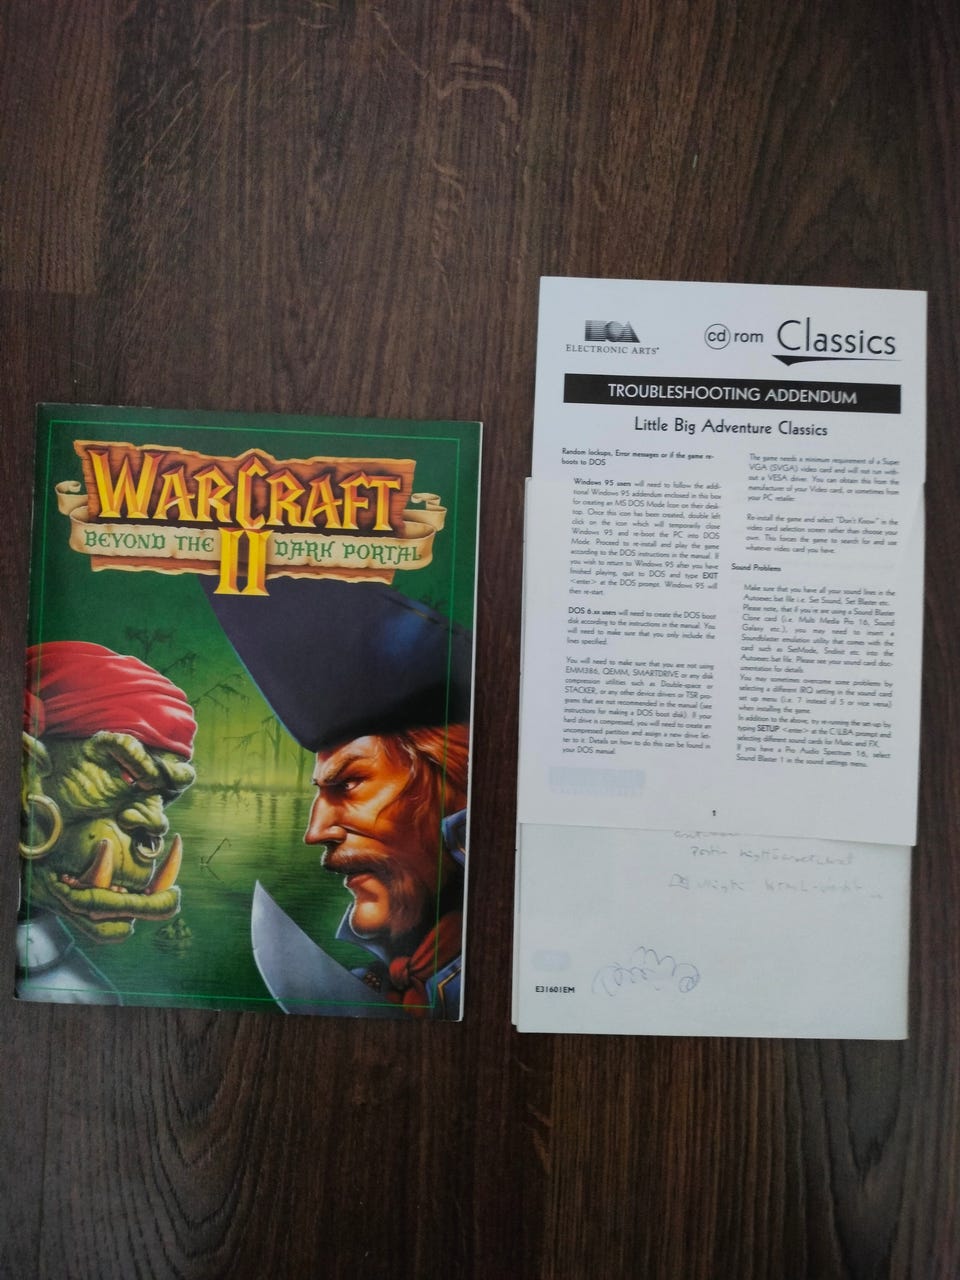 WARCRAFT
II
BEYOND THE DARK PORTAL
EOA
ELECTRONIC ARTS®
cd rom Classics
TROUBLESHOOTING ADDENDUM
Little Big Adventure Classics
Random lockups, Error messages or if the game re-
boots to DOS
Windows 95 users will need to follow the addi-
tional Windows 95 addendum enclosed in this box
for creating an MS DOS Mode Icon on their desk-
top. Once this icon has been created, double left
click on the icon which will temporarily close
Windows 95 and re-boot the PC into DOS
Mode. Proceed to re-install and play the game
according to the DOS instructions in the manual. If
you wish to return to Windows 95 after you have
finished playing, quit to DOS and type EXIT
<enter> at the DOS prompt. Windows 95 will
then re-start.
DOS 6.xx users will need to create the DOS boot
disk according to the instructions in the manual. You
will need to make sure that you only include the
lines specified.
You will need to make sure that you are not using
EMM386, QEMM, SMARTDRIVE or any disk
compression utilities such as Double-space or
STACKER, or any other device drivers or TSR pro-
grams that are not recommended in the manual (see
instructions for making a DOS boot disk). If your
hard drive is compressed, you will need to create an
uncompressed partition and assign a new drive let-
ter to it. Details on how to do this can be found in
your DOS manual.
The game needs a minimum requirement of a Super
VGA (SVGA) video card and will not run with-
out a VESA driver. You can obtain this from the
manufacturer of your Video card, or sometimes from
your PC retailer.
Re-install the game and select "Don't Know" in the
video card selection screen rather than choose your
own. This forces the game to search for and use
whatever video card you have.
Sound Problems
Make sure that you have all your sound lines in the
Autoexec.bat file i.e. Set Sound, Set Blaster etc.
Please note, that if you are using a Sound Blaster
Clone card (i.e. Multi Media Pro 16, Sound
Galaxy etc.), you may need to insert a
Soundblaster emulation utility that comes with the
card such as SetMode, Sndinit etc. into the
Autoexec.bat file. Please see your sound card doc-
umentation for details.
You may sometimes overcome some problems by
selecting a different IRQ setting in the sound card
set up menu (i.e. 7 instead of 5 or vice versa)
when installing the game.
In addition to the above, try re-running the set-up by
typing SETUP <enter> at the C:\LBA prompt and
selecting different sound cards for Music and FX.
If you have a Pro Audio Spectrum 16, select
Sound Blaster 1 in the sound settings menu.
1
E31601EM